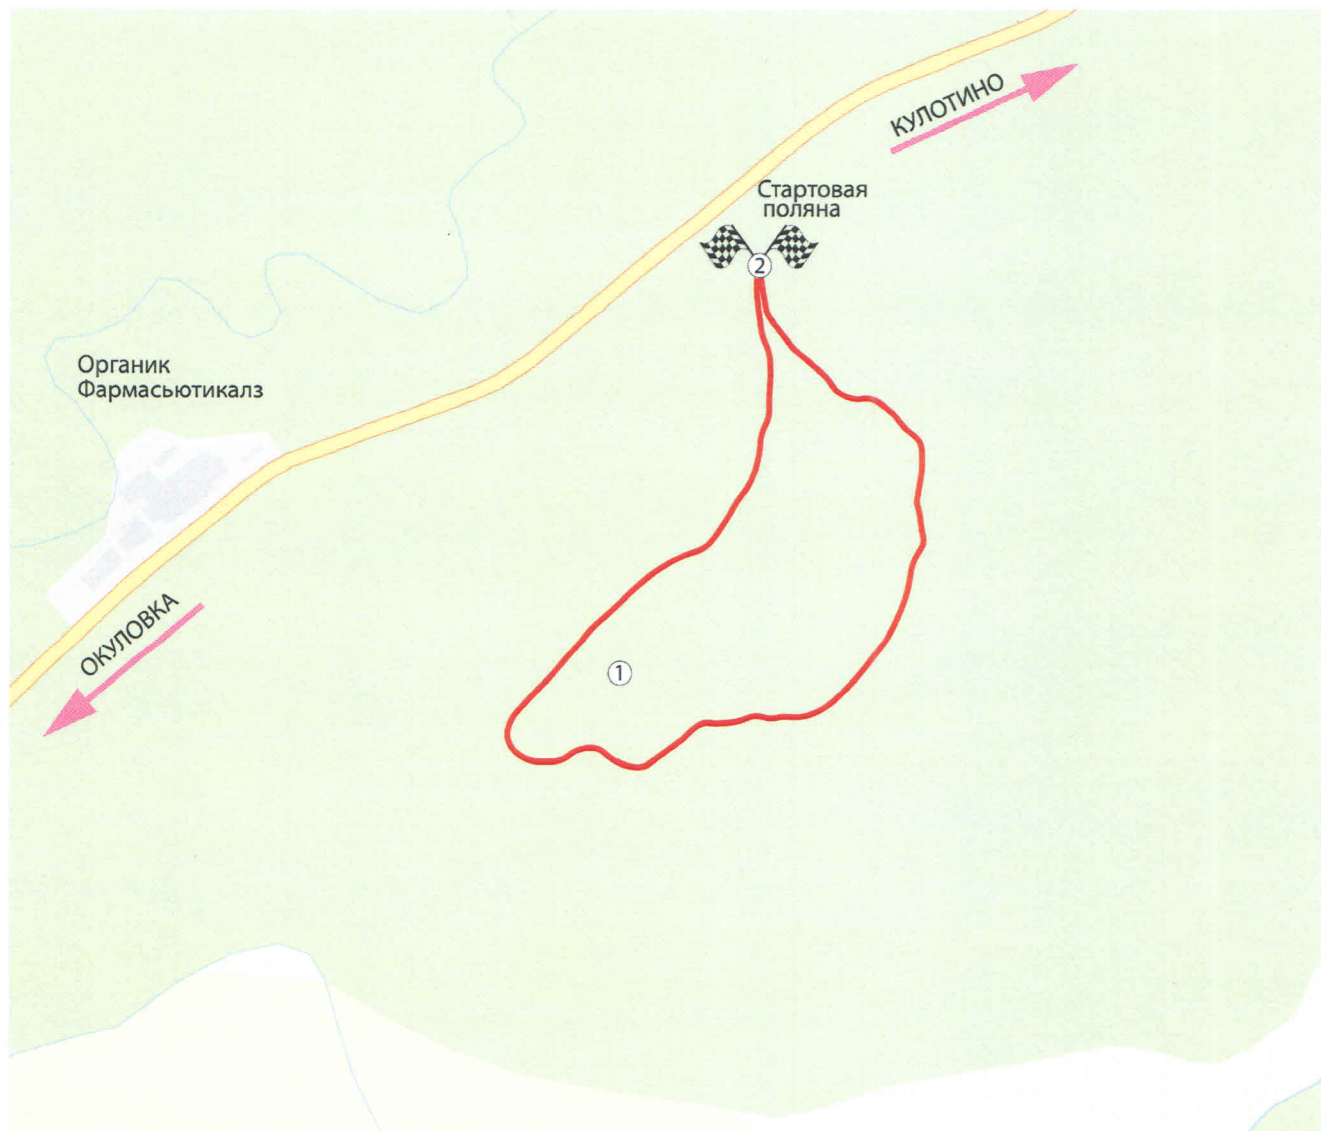 КУЛОТИНО
Стартовая
поляна
2
Органик
Фармасьютикалз
ОКУЛОВКА
1